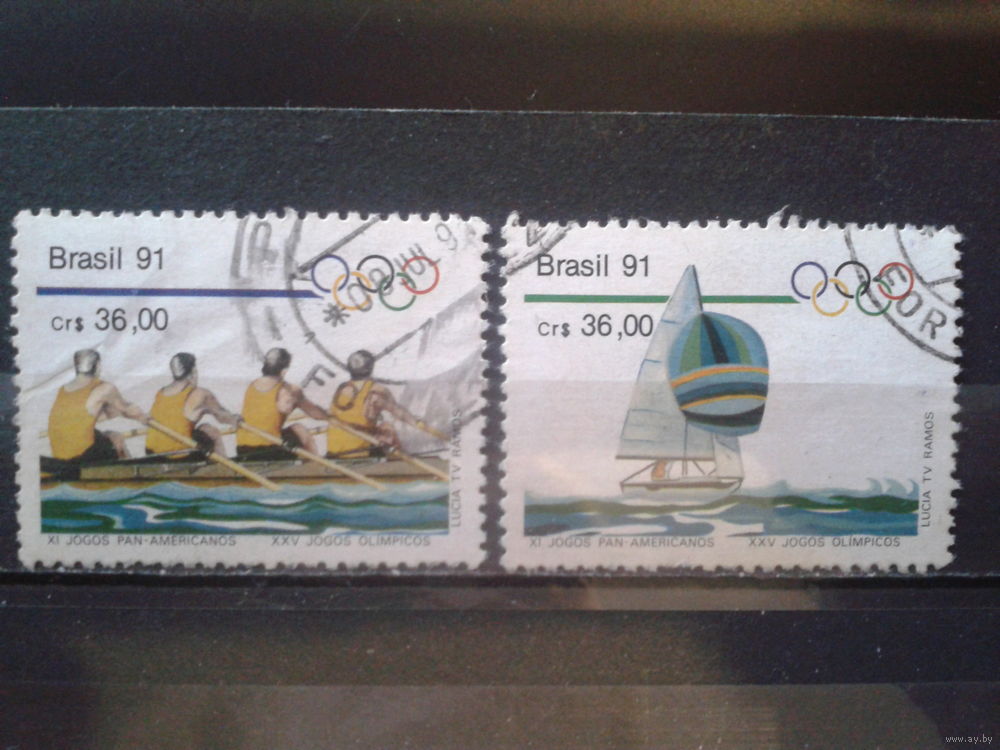 Brasil 91
Cr$ 36,00
LUCIA TV RAMOS
XI JOGOS PAN-AMERICANOS XXV JOGOS OLÍMPICOS
Brasil 91
Cr$ 36,00
FOR
LUCIA TV RAMOS
XI JOGOS PAN-AMERICANOS XXV JOGOS OLÍMPICOS
www.ay.by